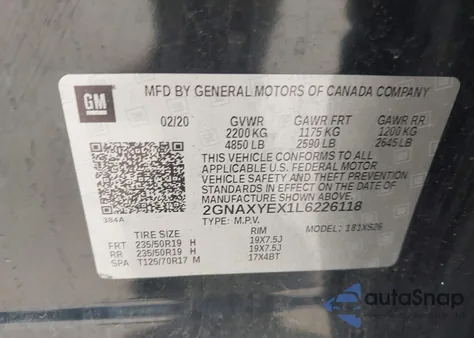 GM
MFD BY GENERAL MOTORS OF CANADA COMPANY
02/20 GVWR GAWR FRT GAWR RR
2200 KG 1175 KG 1200 KG
4850 LB 2590 LB 2645 LB
THIS VEHICLE CONFORMS TO ALL
APPLICABLE U.S. FEDERAL MOTOR
VEHICLE SAFETY AND THEFT PREVENTION
STANDARDS IN EFFECT ON THE DATE
OF MANUFACTURE SHOWN ABOVE.
384A 2GNAXYEX1L6226118
TYPE: M.P.V. MODEL: 181XS26
TIRE SIZE RIM
FRT 235/50R19 H 19X7.5J
RR 235/50R19 H 19X7.5J
SPA T125/70R17 M 17X4BT
autoSnap